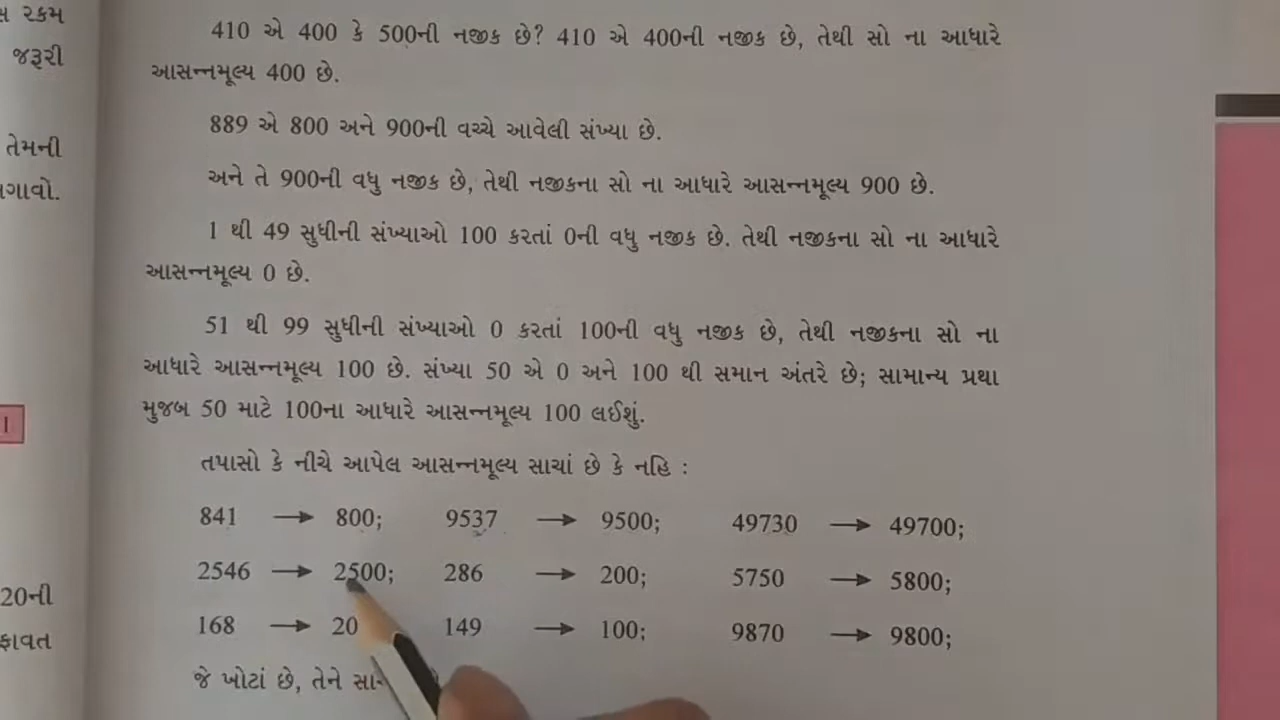 રકમ
જરૂરી
તેમની
1
20ની
410 એ 400 કે 500ની નજીક છે? 410 એ 400ની નજીક છે, તેથી સો ના આધારે
આસન્નમૂલ્ય 400 છે.
889 એ 800 અને 900ની વચ્ચે આવેલી સંખ્યા છે.
અને તે 900ની વધુ નજીક છે, તેથી નજીકના સો ના આધારે આસન્નમૂલ્ય 900 છે.
1 થી 49 સુધીની સંખ્યાઓ 100 કરતાં 0ની વધુ નજીક છે. તેથી નજીકના સો ના આધારે
આસન્નમૂલ્ય 0 છે.
51 થી 99 સુધીની સંખ્યાઓ 0 કરતાં 100ની વધુ નજીક છે, તેથી નજીકના સો ના
આધારે આસન્નમૂલ્ય 100 છે. સંખ્યા 50 એ 0 અને 100 થી સમાન અંતરે છે; સામાન્ય પ્રથા
મુજબ 50 માટે 100ના આધારે આસન્નમૂલ્ય 100 લઈશું.
તપાસો કે નીચે આપેલ આસન્નમૂલ્ય સાચાં છે કે નહિ :
841 → 800; 9537 → 9500; 49730 → 49700;
2546 → 2500; 286 → 200; 5750 → 5800;
168 → 20 149 → 100; 9870 → 9800;
જે ખોટાં છે, તેને